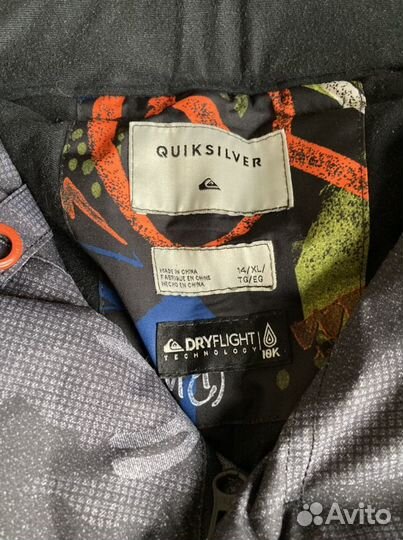 QUIKSILVER
MADE IN CHINA
FABRIQUÉ EN CHINE
HECHO EN CHINA
14/XL/
TG/EG
DRYFLIGHT
TECHNOLOGY
10K
Avito